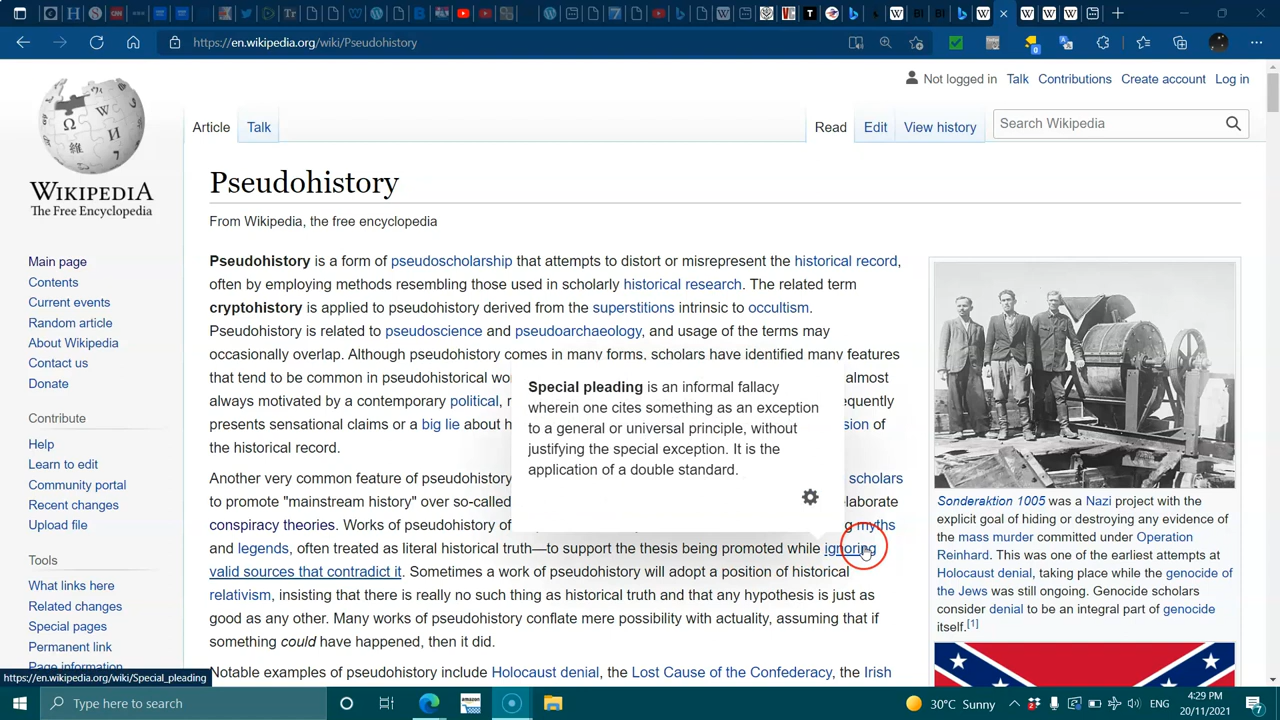 https://en.wikipedia.org/wiki/Pseudohistory
Not logged in Talk Contributions Create account Log in
Article Talk
Read Edit View history
Search Wikipedia
WIKIPEDIA
The Free Encyclopedia
Main page
Contents
Current events
Random article
About Wikipedia
Contact us
Donate
Contribute
Help
Learn to edit
Community portal
Recent changes
Upload file
Tools
What links here
Related changes
Special pages
Permanent link
Page information
Pseudohistory
From Wikipedia, the free encyclopedia
Pseudohistory is a form of pseudoscholarship that attempts to distort or misrepresent the historical record,
often by employing methods resembling those used in scholarly historical research. The related term
cryptohistory is applied to pseudohistory derived from the superstitions intrinsic to occultism.
Pseudohistory is related to pseudoscience and pseudoarchaeology, and usage of the terms may
occasionally overlap. Although pseudohistory comes in many forms, scholars have identified many features
that tend to be common in pseudohistorical wo almost
always motivated by a contemporary political, equently
presents sensational claims or a big lie about h sion of
the historical record.
Another very common feature of pseudohistory scholars
to promote "mainstream history" over so-called elaborate
conspiracy theories. Works of pseudohistory of g myths
and legends, often treated as literal historical truth—to support the thesis being promoted while ignoring
valid sources that contradict it. Sometimes a work of pseudohistory will adopt a position of historical
relativism, insisting that there is really no such thing as historical truth and that any hypothesis is just as
good as any other. Many works of pseudohistory conflate mere possibility with actuality, assuming that if
something could have happened, then it did.
Notable examples of pseudohistory include Holocaust denial, the Lost Cause of the Confederacy, the Irish
Special pleading is an informal fallacy
wherein one cites something as an exception
to a general or universal principle, without
justifying the special exception. It is the
application of a double standard.
Sonderaktion 1005 was a Nazi project with the
explicit goal of hiding or destroying any evidence of
the mass murder committed under Operation
Reinhard. This was one of the earliest attempts at
Holocaust denial, taking place while the genocide of
the Jews was still ongoing. Genocide scholars
consider denial to be an integral part of genocide
itself.[1]
https://en.wikipedia.org/wiki/Special_pleading
Type here to search
amazon
30°C Sunny
ENG
4:29 PM
20/11/2021
7